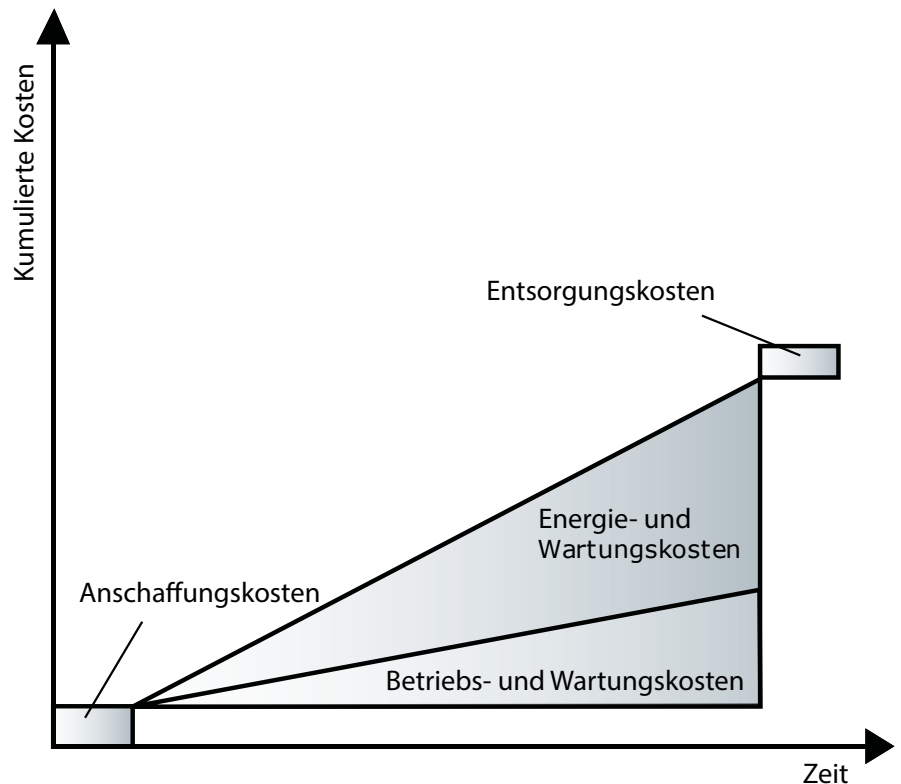 Kumulierte Kosten
Entsorgungskosten
Energie- und
Wartungskosten
Anschaffungskosten
Betriebs- und Wartungskosten
Zeit